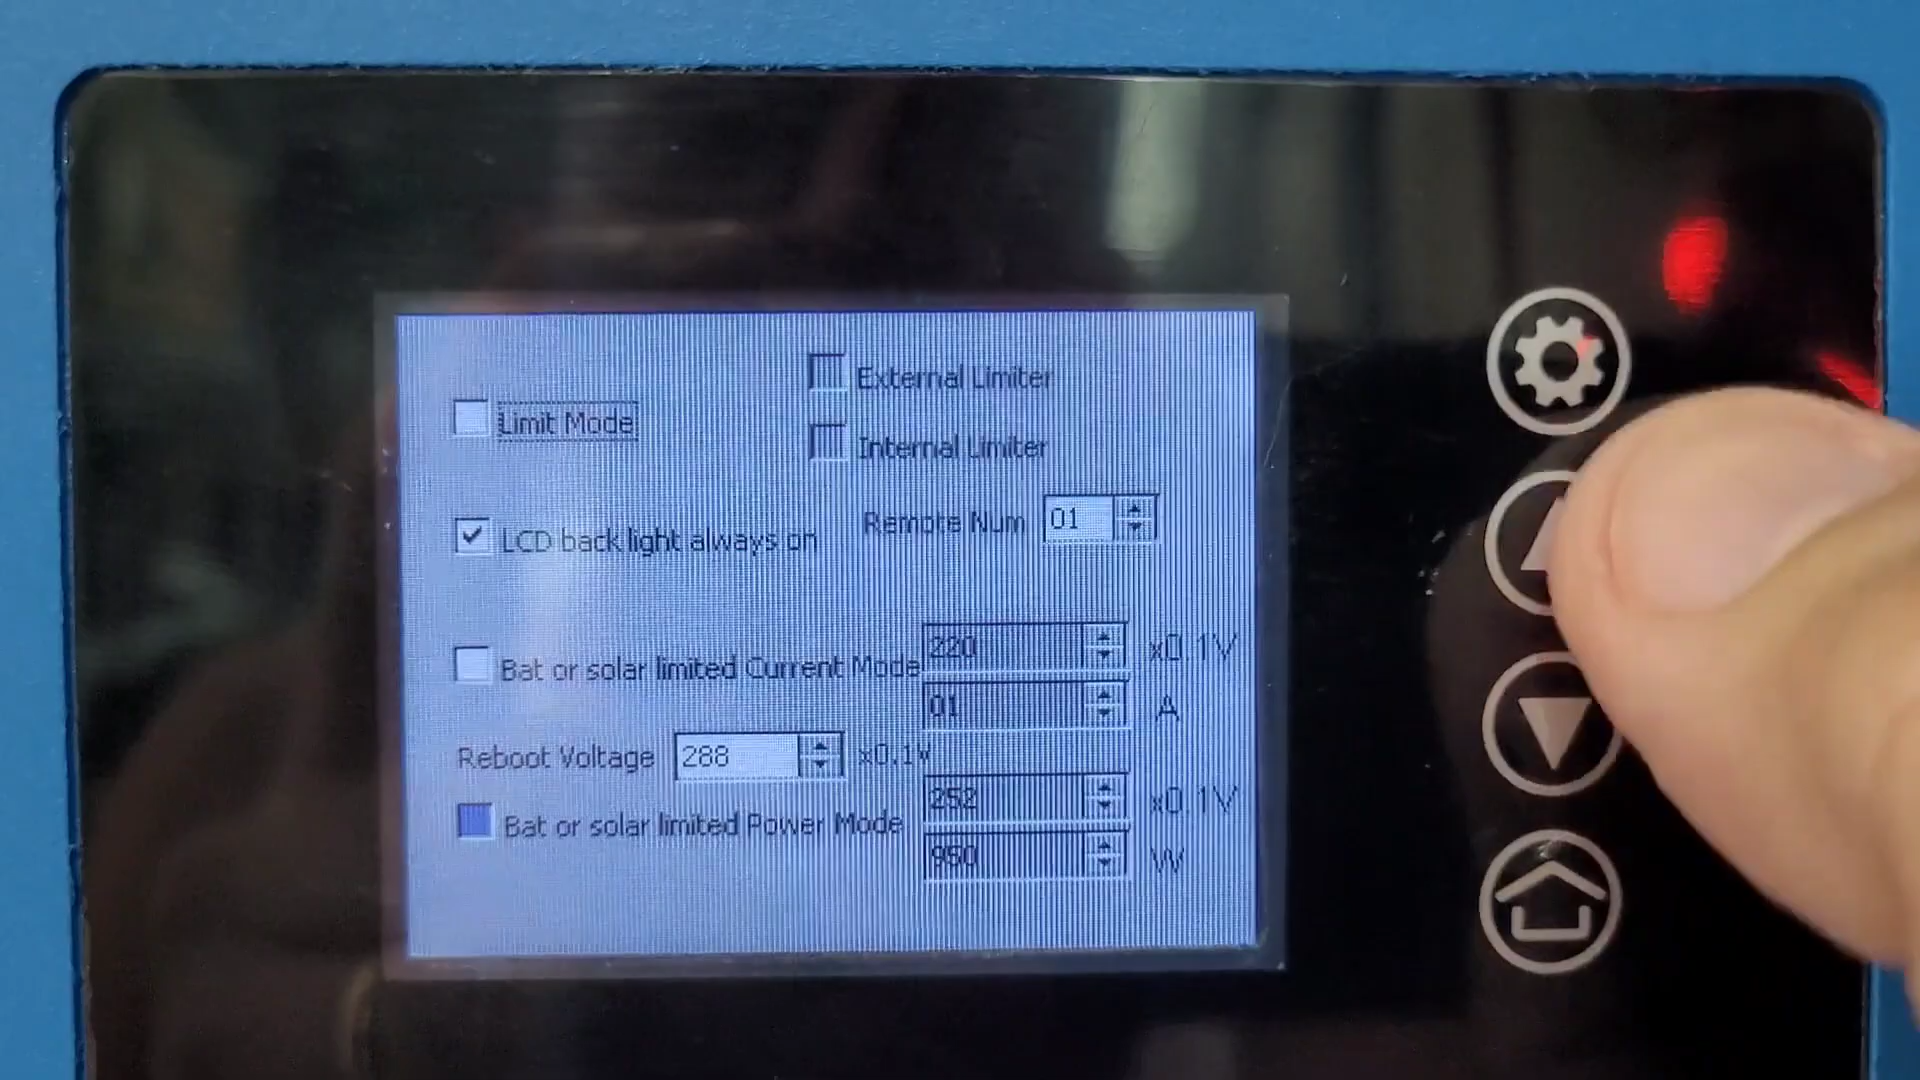 External Limiter
Limit Mode
Internal Limiter
LCD back light always on
Remote Num 01
220 x0.1V
Bat or solar limited Current Mode
01 A
Reboot Voltage 288 x0.1V
252 x0.1V
Bat or solar limited Power Mode
950 W